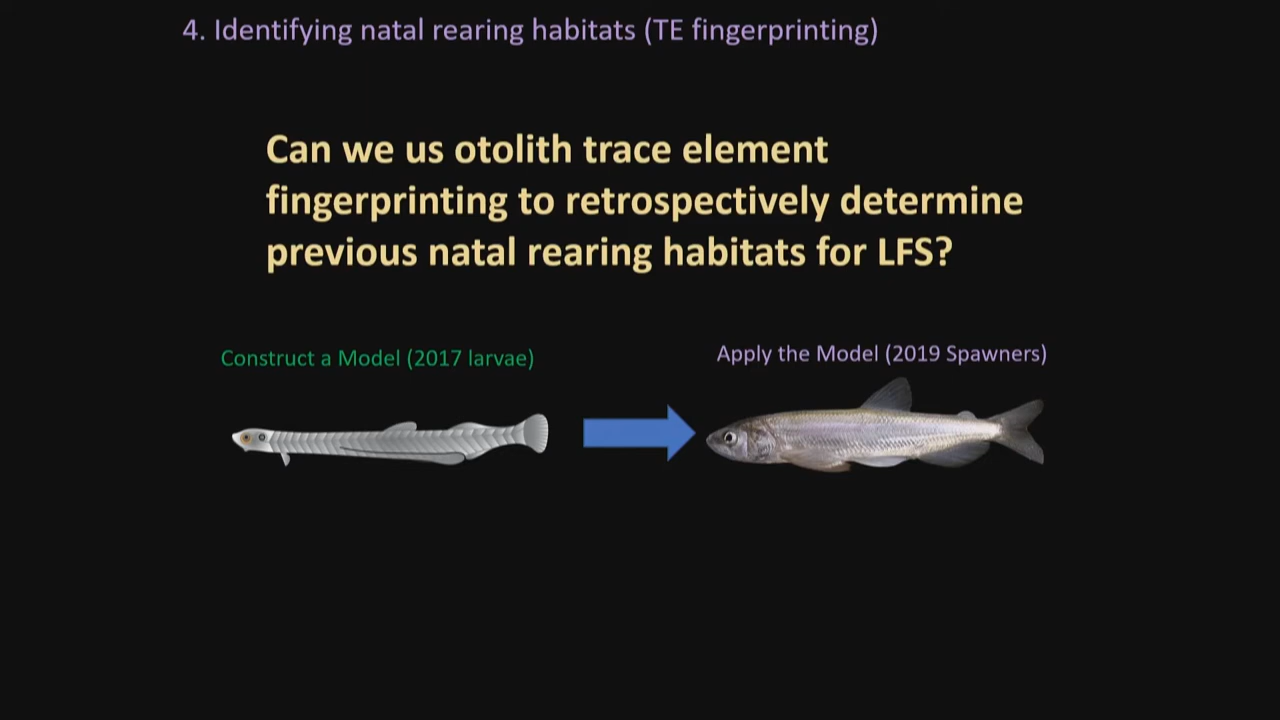 4. Identifying natal rearing habitats (TE fingerprinting)
Can we us otolith trace element
fingerprinting to retrospectively determine
previous natal rearing habitats for LFS?
Construct a Model (2017 larvae)
Apply the Model (2019 Spawners)